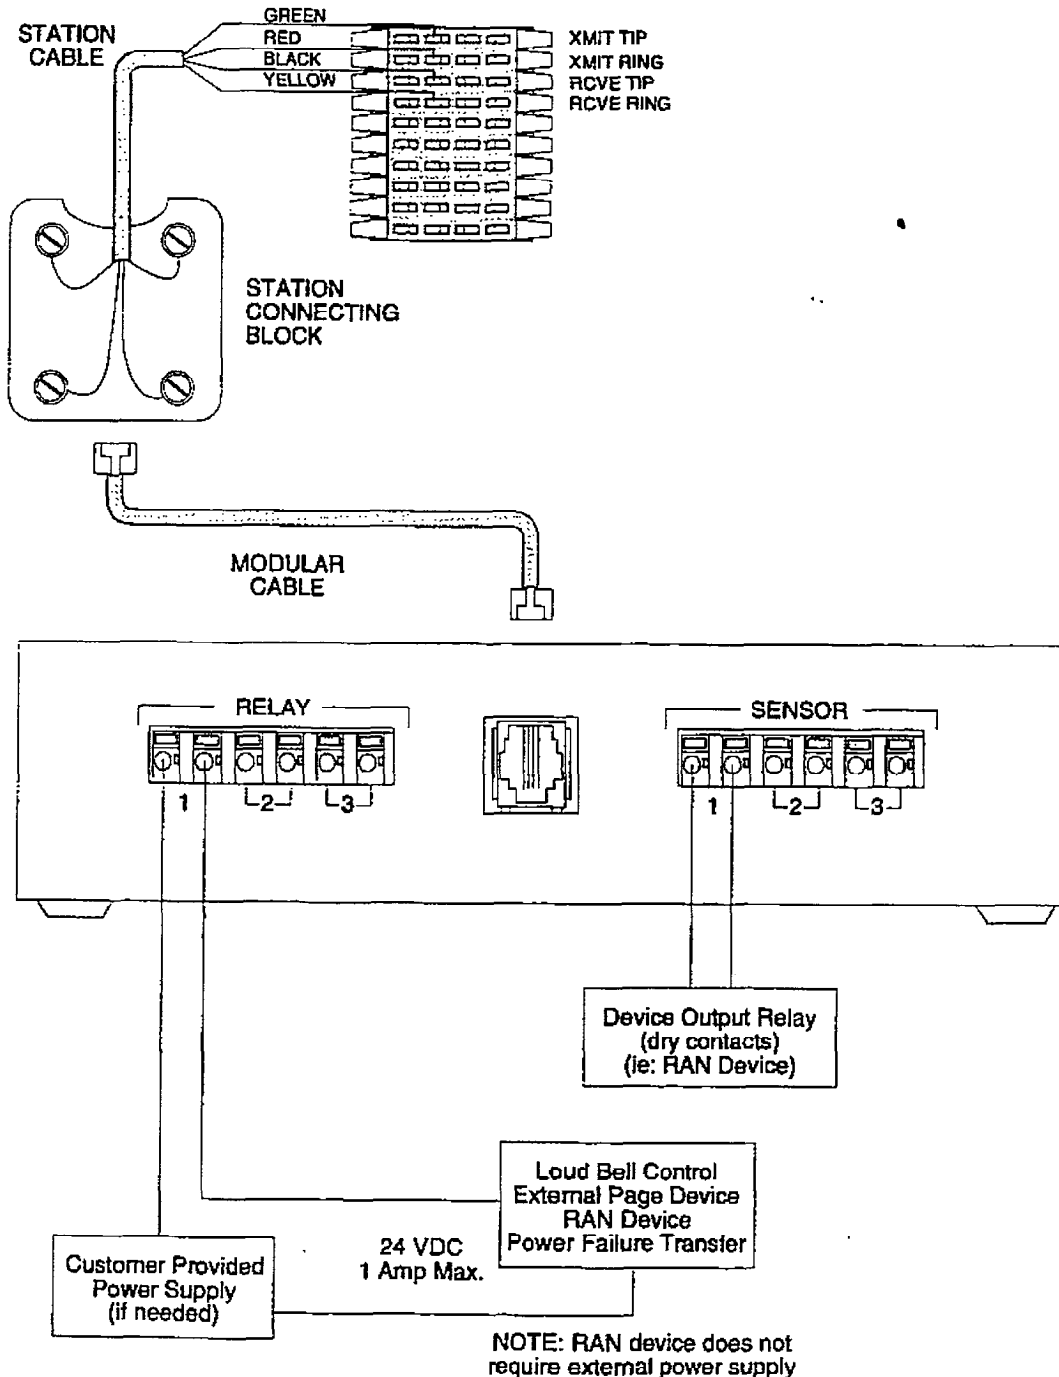 GREEN
RED
BLACK
YELLOW
STATION
CABLE
XMIT TIP
XMIT RING
RCVE TIP
RCVE RING
STATION
CONNECTING
BLOCK
MODULAR
CABLE
RELAY
SENSOR
1 2 3
1 2 3
Device Output Relay
(dry contacts)
(ie: RAN Device)
Loud Bell Control
External Page Device
RAN Device
Power Failure Transfer
24 VDC
1 Amp Max.
Customer Provided
Power Supply
(if needed)
NOTE: RAN device does not
require external power supply